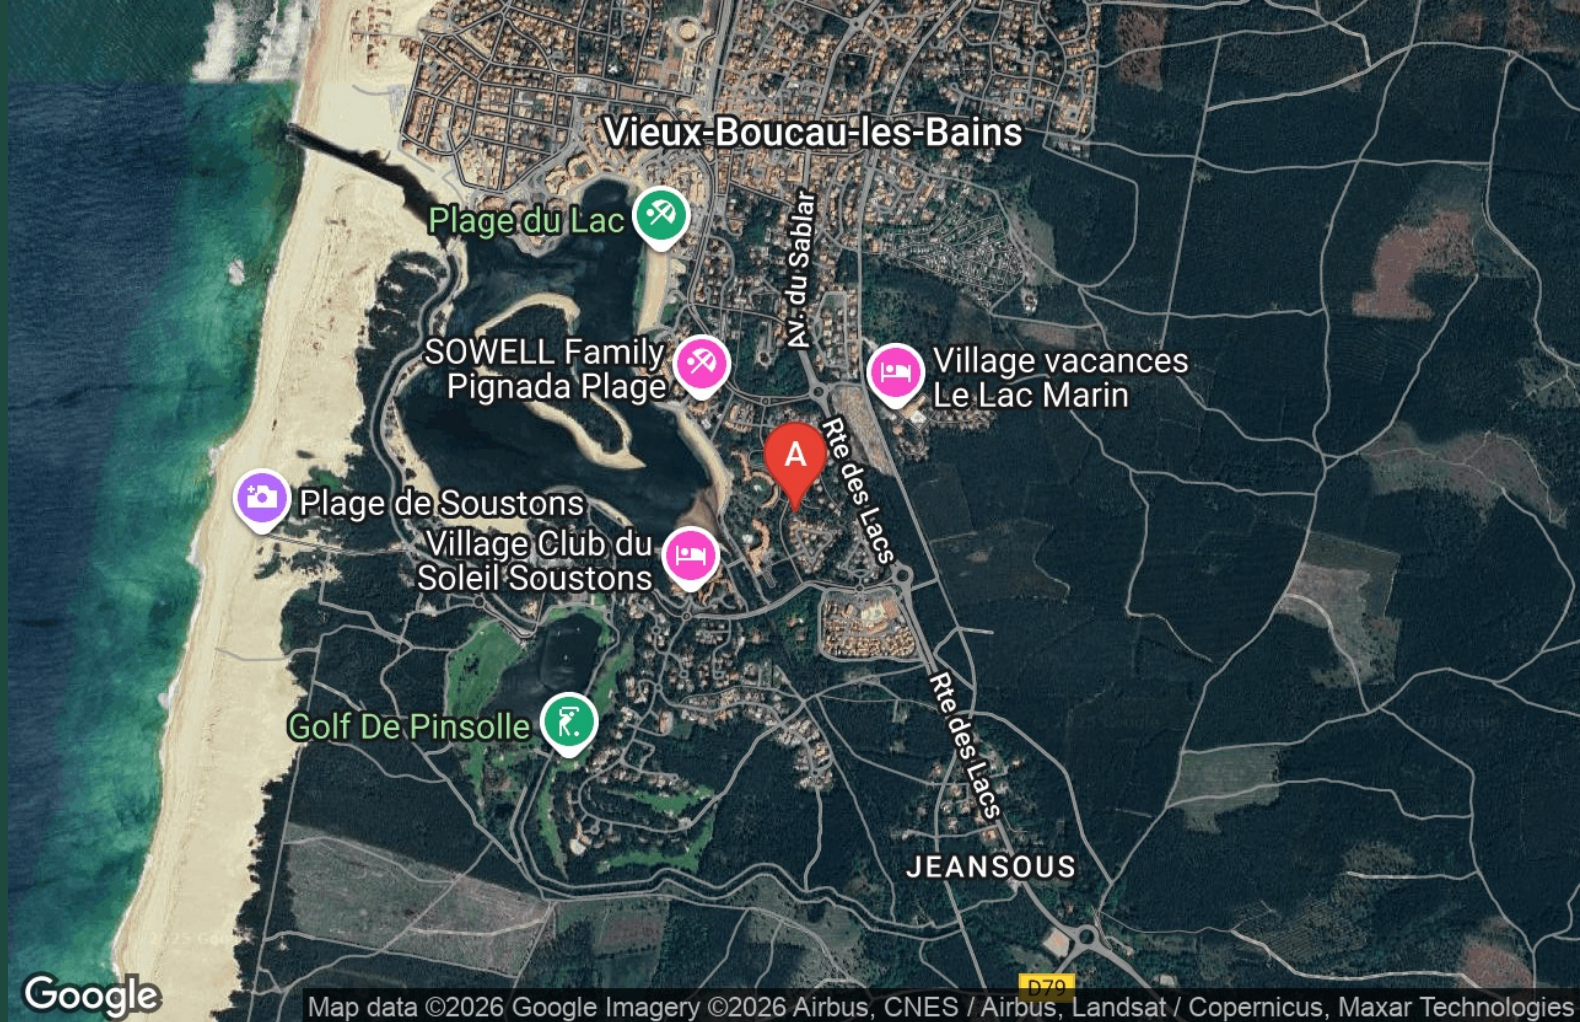 Vieux-Boucau-les-Bains
Plage du Lac
Av. du Sablar
SOWELL Family
Pignada Plage
Village vacances
Le Lac Marin
A
Rte des Lacs
Plage de Soustons
Village Club du
Soleil Soustons
Rte des Lacs
Golf De Pinsolle
JEANSOUS
D79
Google
Map data ©2026 Google Imagery ©2026 Airbus, CNES / Airbus, Landsat / Copernicus, Maxar Technologies